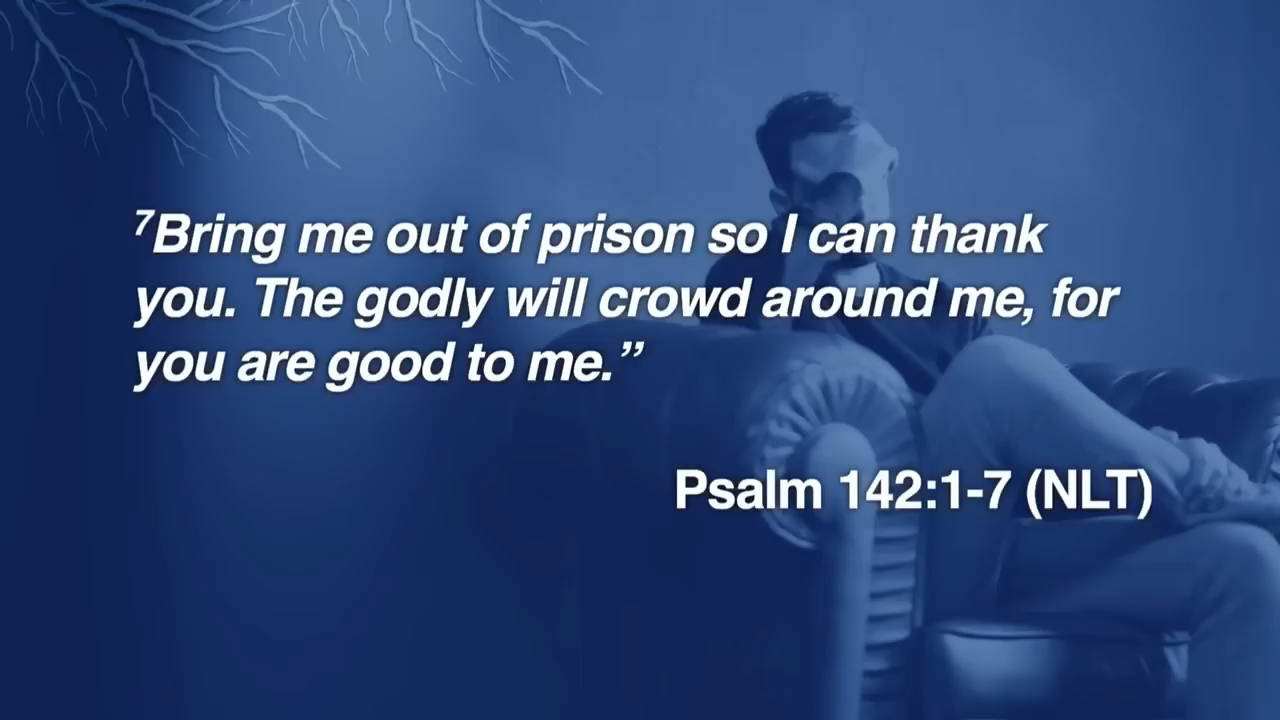 ⁷Bring me out of prison so I can thank
you. The godly will crowd around me, for
you are good to me.”
Psalm 142:1-7 (NLT)